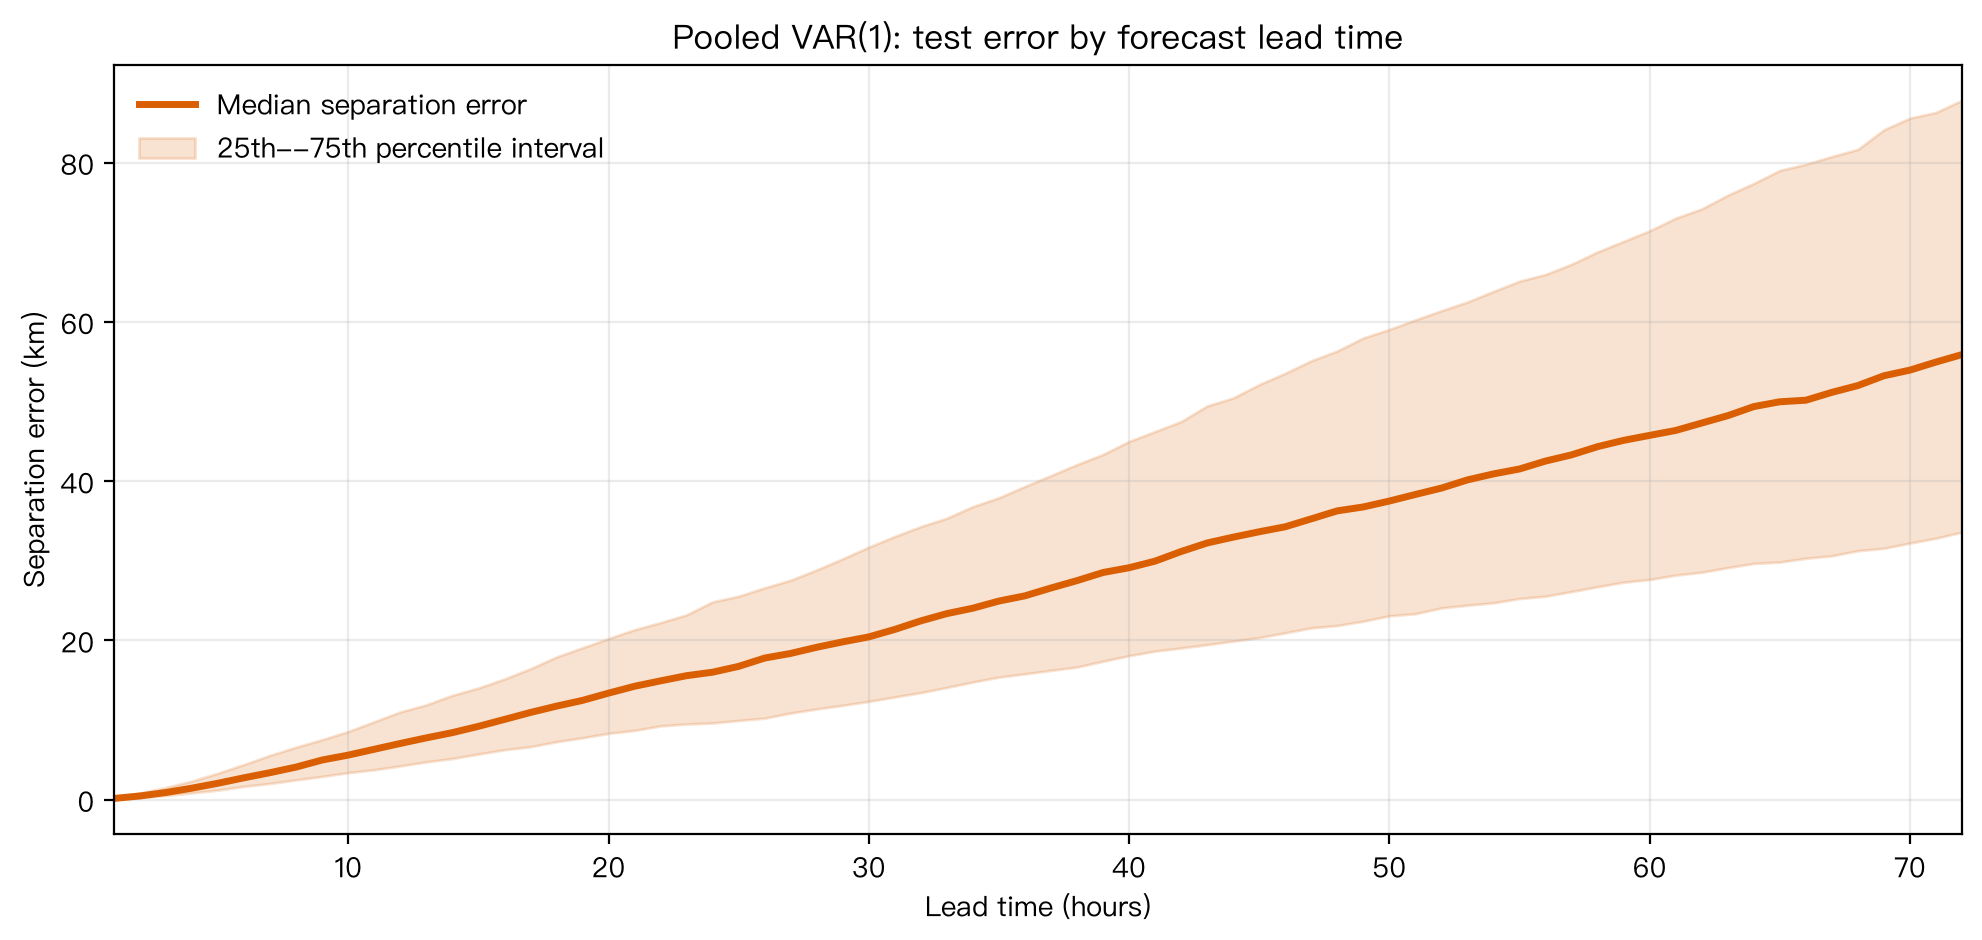 Pooled VAR(1): test error by forecast lead time
Median separation error
25th––75th percentile interval
Separation error (km)
80
60
40
20
0
10
20
30
40
50
60
70
Lead time (hours)